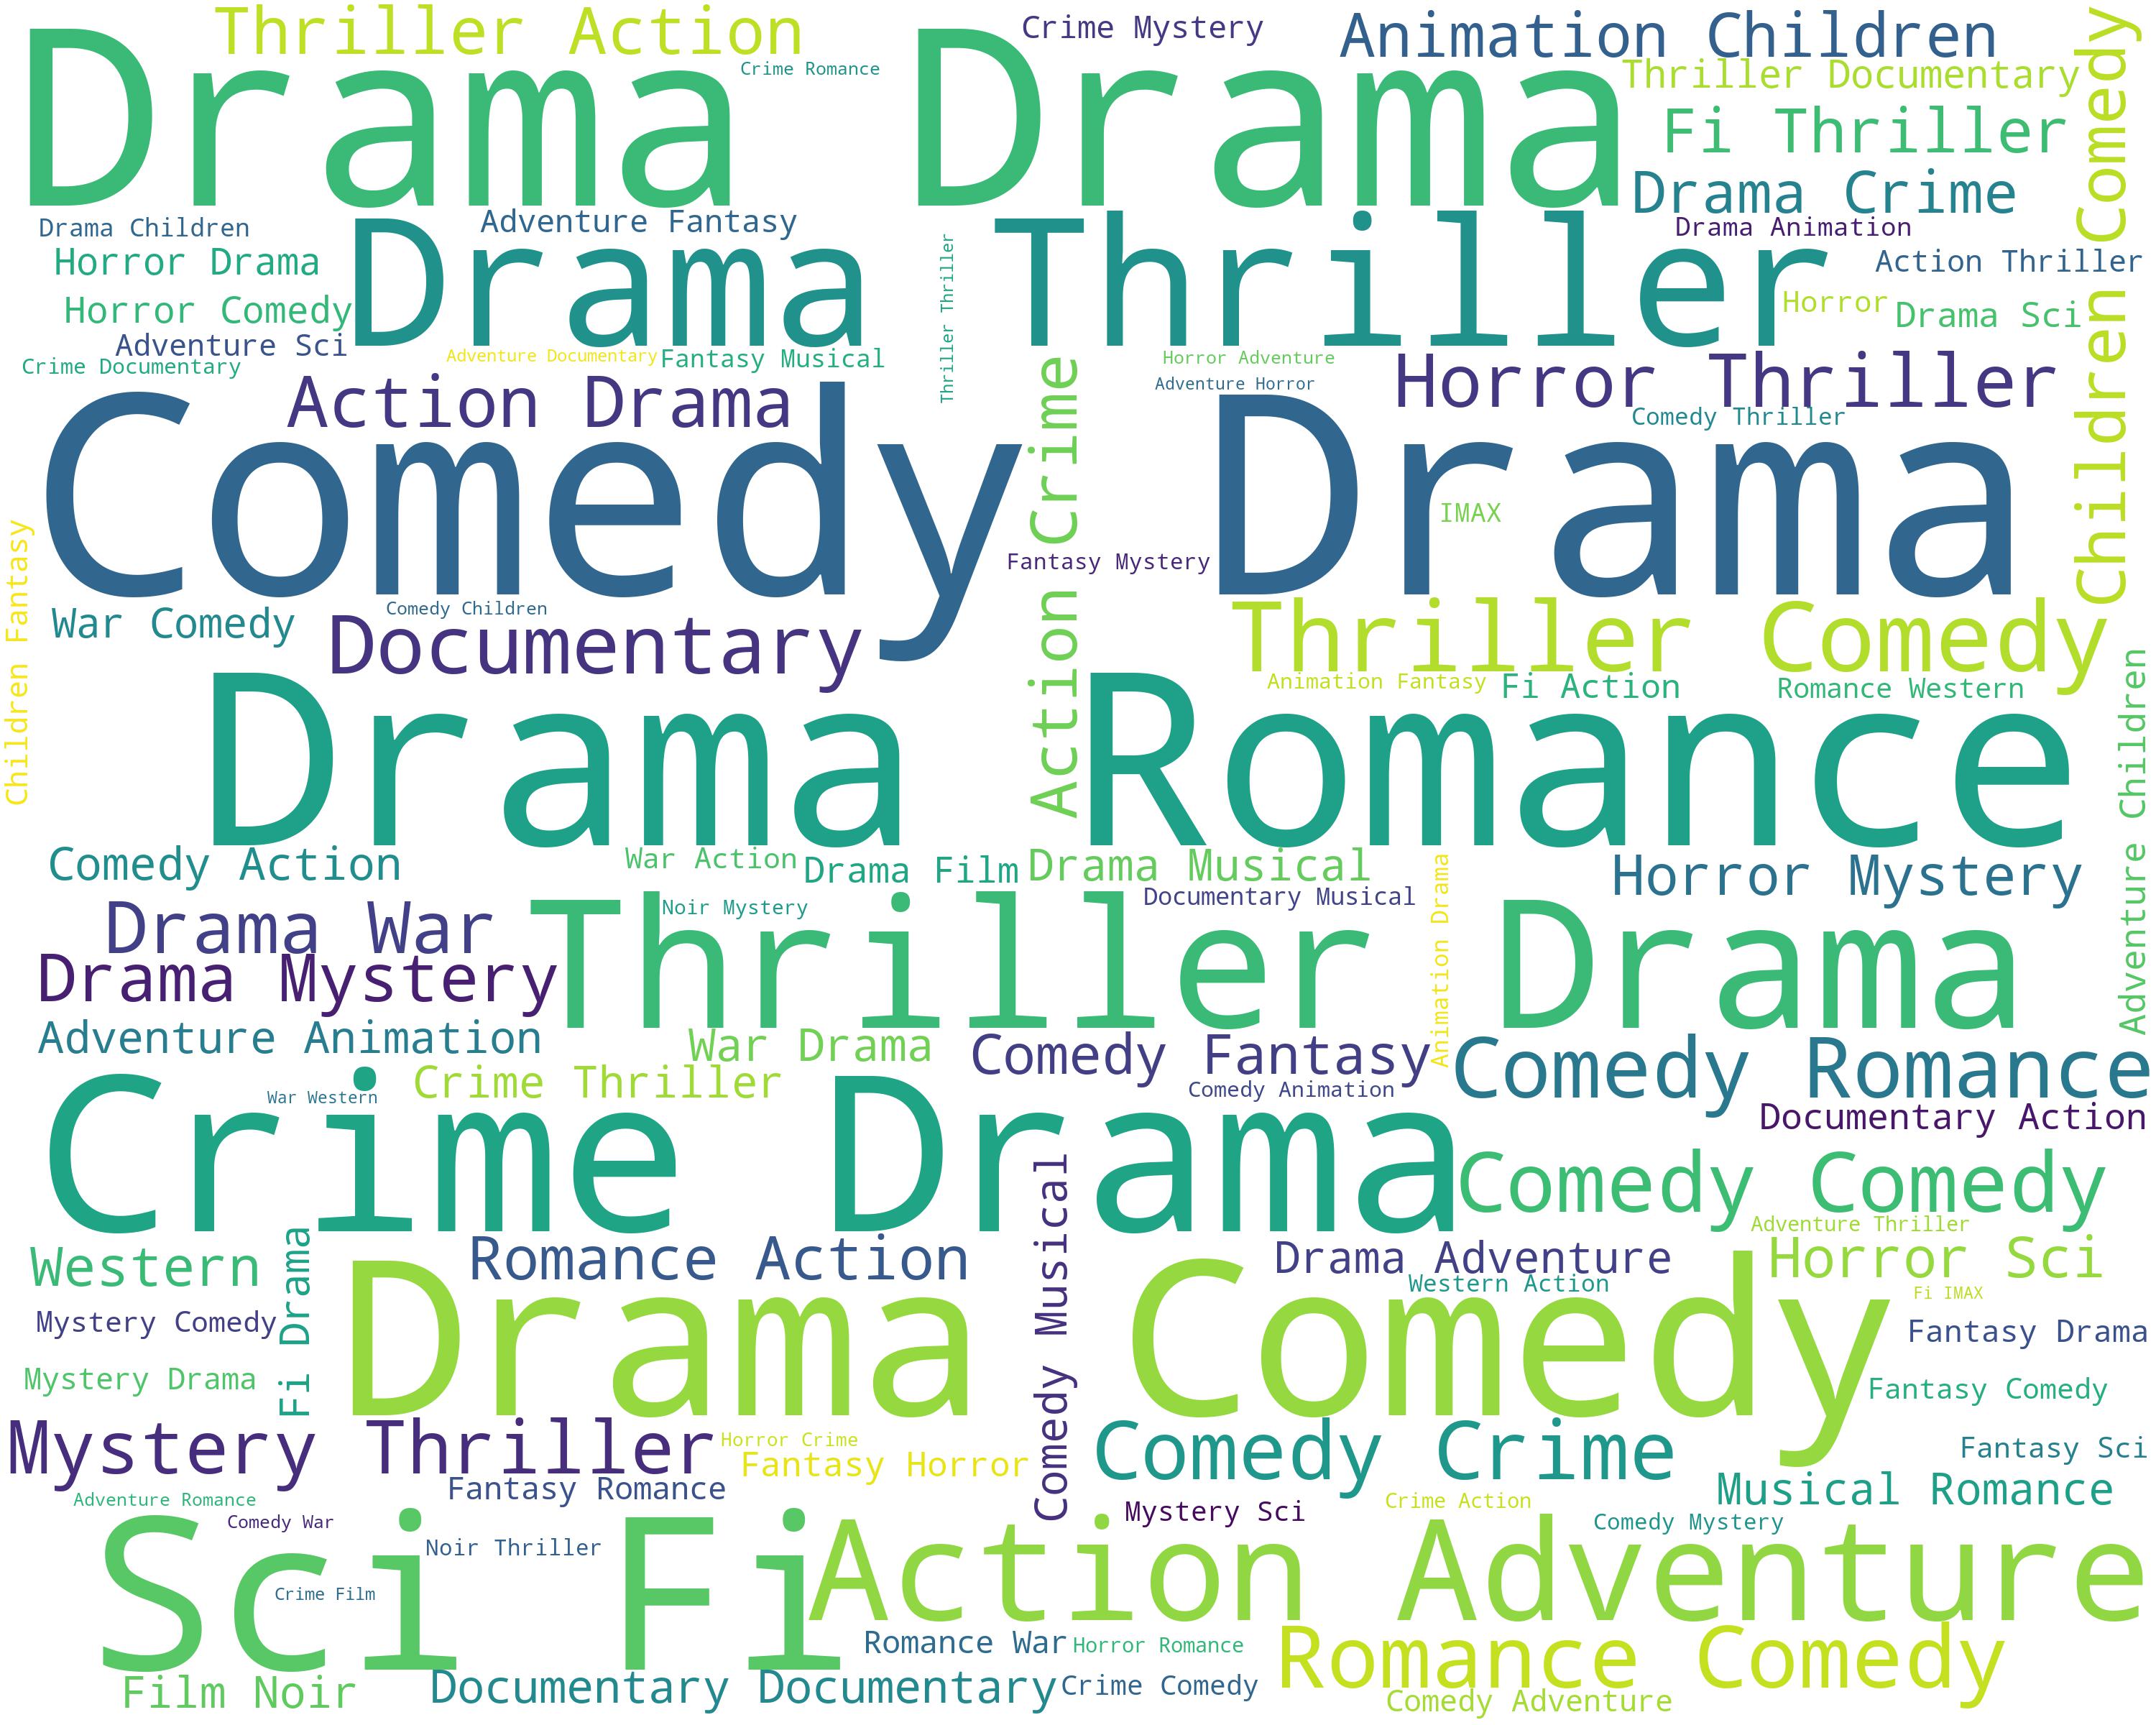 Thriller Action
Crime Mystery
Animation Children
Drama Drama
Crime Romance
Thriller Documentary
Fi Thriller
Children Comedy
Drama Crime
Drama Children
Adventure Fantasy
Drama Thriller
Drama Animation
Horror Drama
Action Thriller
Thriller Thriller
Horror Comedy
Horror
Drama Sci
Adventure Sci
Crime Documentary
Adventure Documentary
Fantasy Musical
Horror Adventure
Adventure Horror
Horror Thriller
Action Drama
Comedy Thriller
Comedy Drama
Action Crime
IMAX
Fantasy Mystery
Children Fantasy
War Comedy
Comedy Children
Documentary
Thriller Comedy
Animation Fantasy
Fi Action
Romance Western
Drama Romance
Adventure Children
Comedy Action
War Action
Drama Film
Drama Musical
Horror Mystery
Drama War
Noir Mystery
Documentary Musical
Animation Drama
Thriller Drama
Drama Mystery
Adventure Animation
War Drama
Comedy Fantasy
Comedy Romance
Crime Thriller
War Western
Comedy Animation
Documentary Action
Crime Drama
Comedy Comedy
Comedy Musical
Adventure Thriller
Western
Fi Drama
Romance Action
Drama Adventure
Horror Sci
Western Action
Fi IMAX
Mystery Comedy
Drama Comedy
Fantasy Drama
Mystery Drama
Fantasy Comedy
Mystery Thriller
Horror Crime
Fantasy Horror
Comedy Crime
Fantasy Sci
Fantasy Romance
Musical Romance
Adventure Romance
Comedy War
Mystery Sci
Crime Action
Comedy Mystery
Noir Thriller
Sci Fi
Action Adventure
Crime Film
Romance War
Horror Romance
Romance Comedy
Film Noir
Documentary Documentary
Crime Comedy
Comedy Adventure